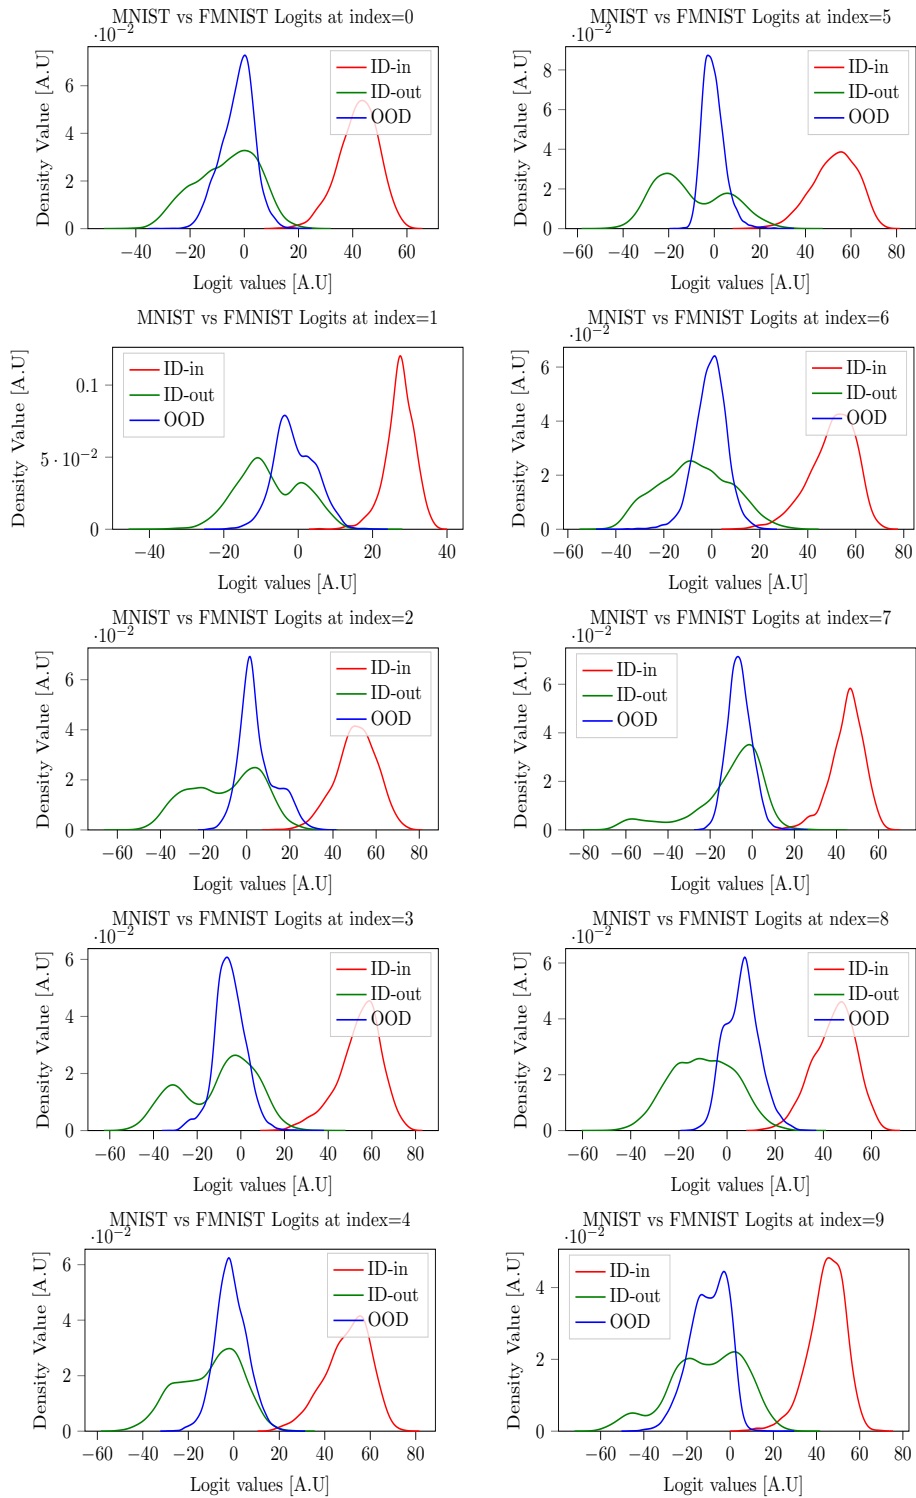 MNIST vs FMNIST Logits at index=0
·10−2
Density Value [A.U]
6
4
2
0
ID-in
ID-out
OOD
−40 −20 0 20 40 60
Logit values [A.U]
MNIST vs FMNIST Logits at index=5
·10−2
Density Value [A.U]
8
6
4
2
0
ID-in
ID-out
OOD
−60 −40 −20 0 20 40 60 80
Logit values [A.U]
MNIST vs FMNIST Logits at index=1
Density Value [A.U]
0.1
5 · 10−2
0
ID-in
ID-out
OOD
−40 −20 0 20 40
Logit values [A.U]
MNIST vs FMNIST Logits at index=6
·10−2
Density Value [A.U]
6
4
2
0
ID-in
ID-out
OOD
−60 −40 −20 0 20 40 60 80
Logit values [A.U]
MNIST vs FMNIST Logits at index=2
·10−2
Density Value [A.U]
6
4
2
0
ID-in
ID-out
OOD
−60 −40 −20 0 20 40 60 80
Logit values [A.U]
MNIST vs FMNIST Logits at index=7
·10−2
Density Value [A.U]
6
4
2
0
ID-in
ID-out
OOD
−80 −60 −40 −20 0 20 40 60
Logit values [A.U]
MNIST vs FMNIST Logits at index=3
·10−2
Density Value [A.U]
6
4
2
0
ID-in
ID-out
OOD
−60 −40 −20 0 20 40 60 80
Logit values [A.U]
MNIST vs FMNIST Logits at ndex=8
·10−2
Density Value [A.U]
6
4
2
0
ID-in
ID-out
OOD
−60 −40 −20 0 20 40 60
Logit values [A.U]
MNIST vs FMNIST Logits at index=4
·10−2
Density Value [A.U]
6
4
2
0
ID-in
ID-out
OOD
−60 −40 −20 0 20 40 60 80
Logit values [A.U]
MNIST vs FMNIST Logits at index=9
·10−2
Density Value [A.U]
4
2
0
ID-in
ID-out
OOD
−60 −40 −20 0 20 40 60 80
Logit values [A.U]